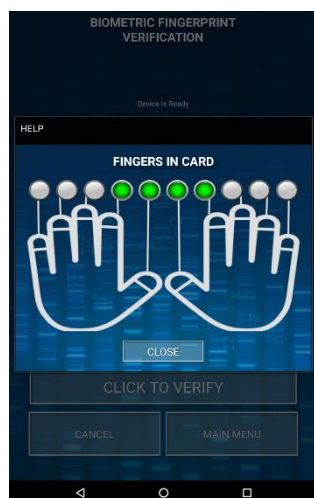 BIOMETRIC FINGERPRINT
VERIFICATION
Device is Ready
HELP
FINGERS IN CARD
CLOSE
CLICK TO VERIFY
CANCEL
MAIN MENU